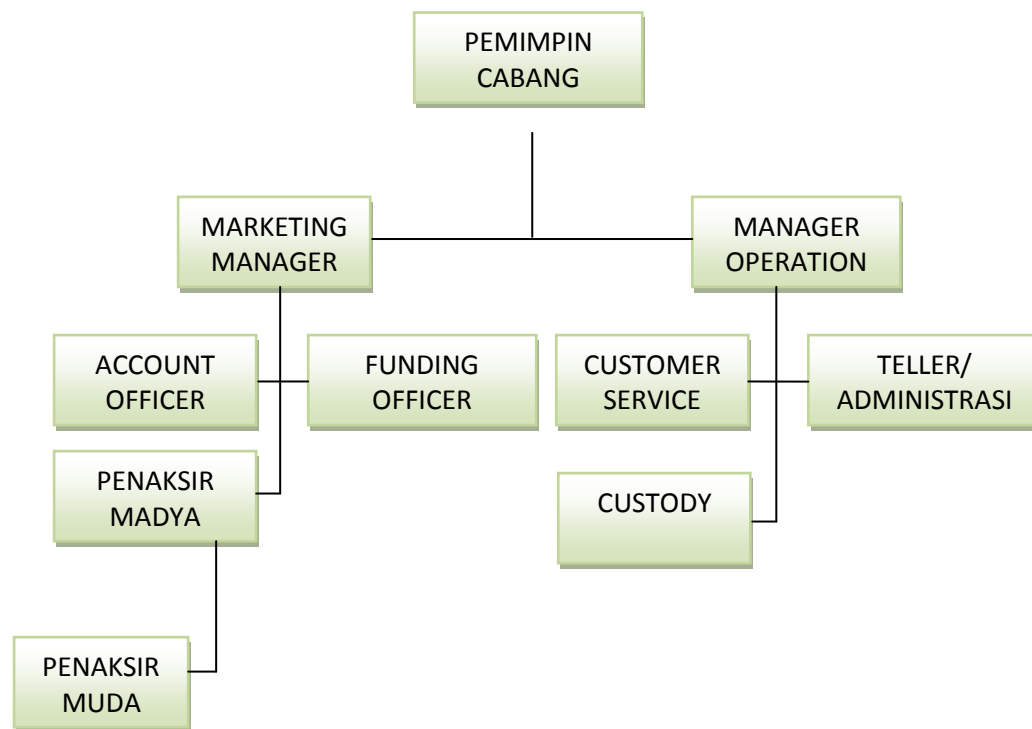 PEMIMPIN
CABANG
MARKETING
MANAGER
MANAGER
OPERATION
ACCOUNT
OFFICER
FUNDING
OFFICER
CUSTOMER
SERVICE
TELLER/
ADMINISTRASI
PENAKSIR
MADYA
CUSTODY
PENAKSIR
MUDA